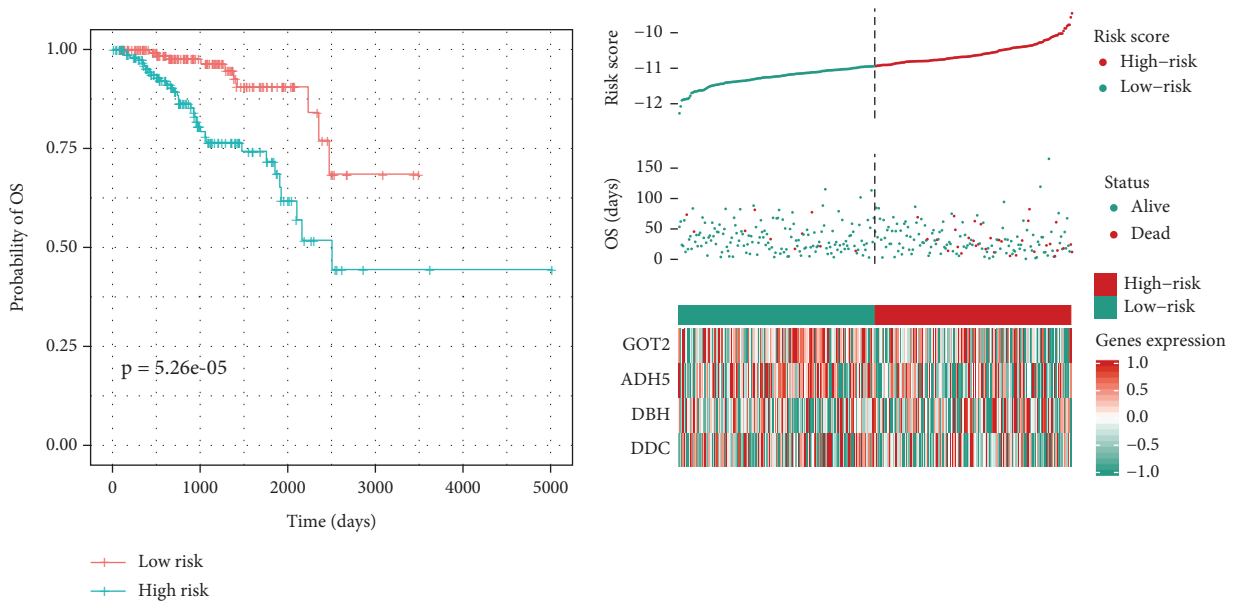 1.00
0.75
0.50
0.25
0.00
Probability of OS
p = 5.26e-05
0 1000 2000 3000 4000 5000
Time (days)
Low risk
High risk
Risk score
−10
−11
−12
Risk score
High−risk
Low−risk
OS (days)
150
100
50
0
Status
Alive
Dead
High−risk
Low−risk
GOT2
ADH5
DBH
DDC
Genes expression
1.0
0.5
0.0
−0.5
−1.0